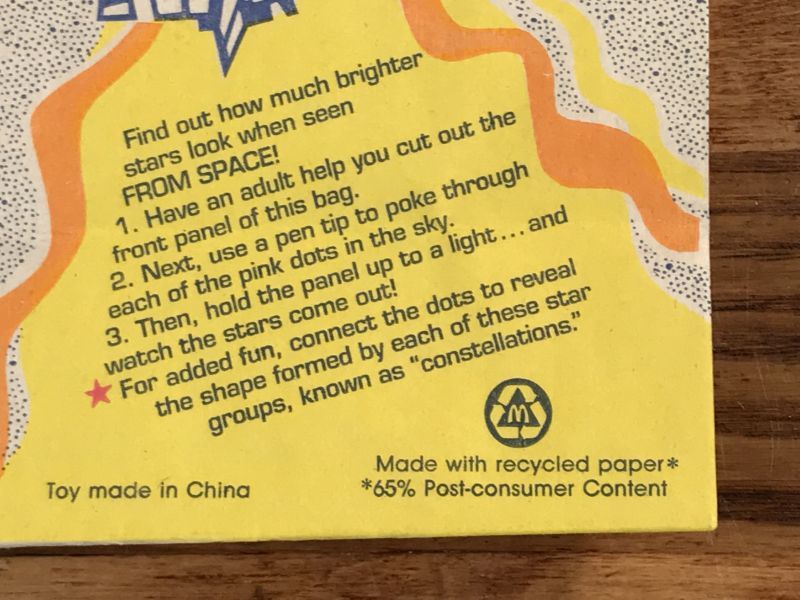 Find out how much brighter
stars look when seen
FROM SPACE!
1. Have an adult help you cut out the
front panel of this bag.
2. Next, use a pen tip to poke through
each of the pink dots in the sky.
3. Then, hold the panel up to a light...and
watch the stars come out!
For added fun, connect the dots to reveal
the shape formed by each of these star
groups, known as "constellations."
Made with recycled paper*
Toy made in China
*65% Post-consumer Content